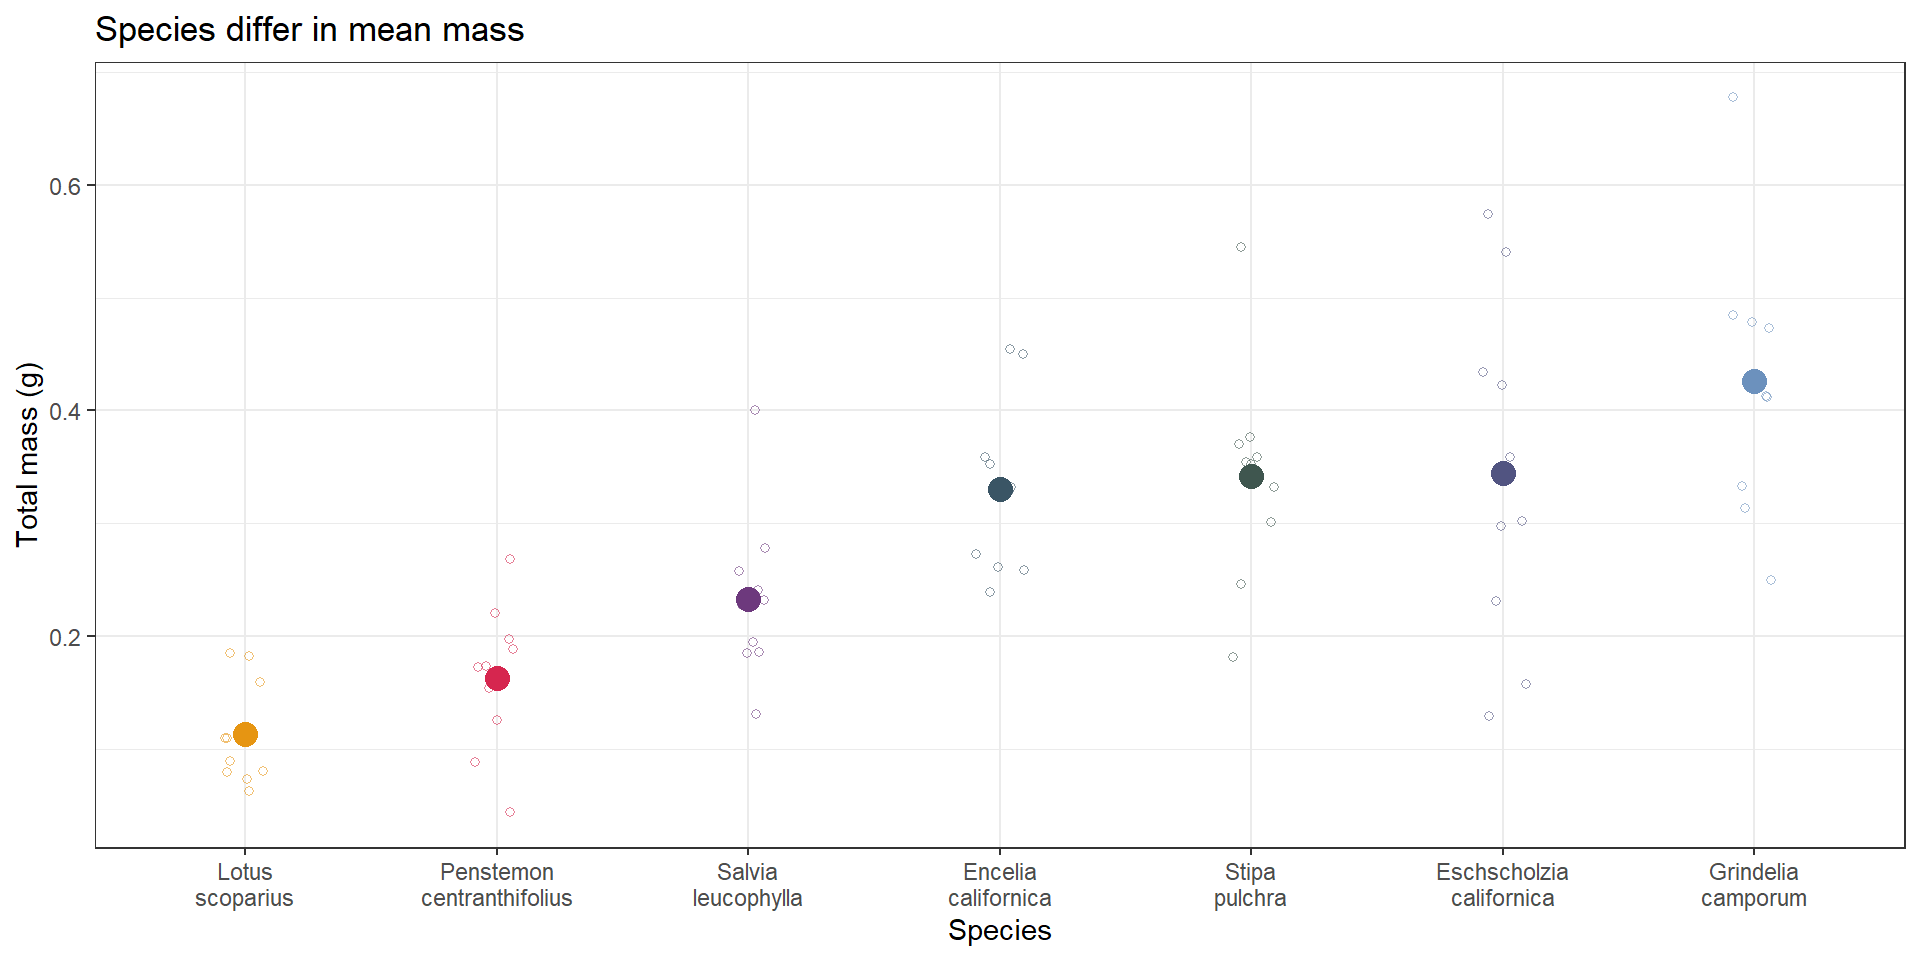 Species differ in mean mass
Total mass (g)
0.6
0.4
0.2
Lotus
scoparius
Penstemon
centranthifolius
Salvia
leucophylla
Encelia
californica
Stipa
pulchra
Eschscholzia
californica
Grindelia
camporum
Species